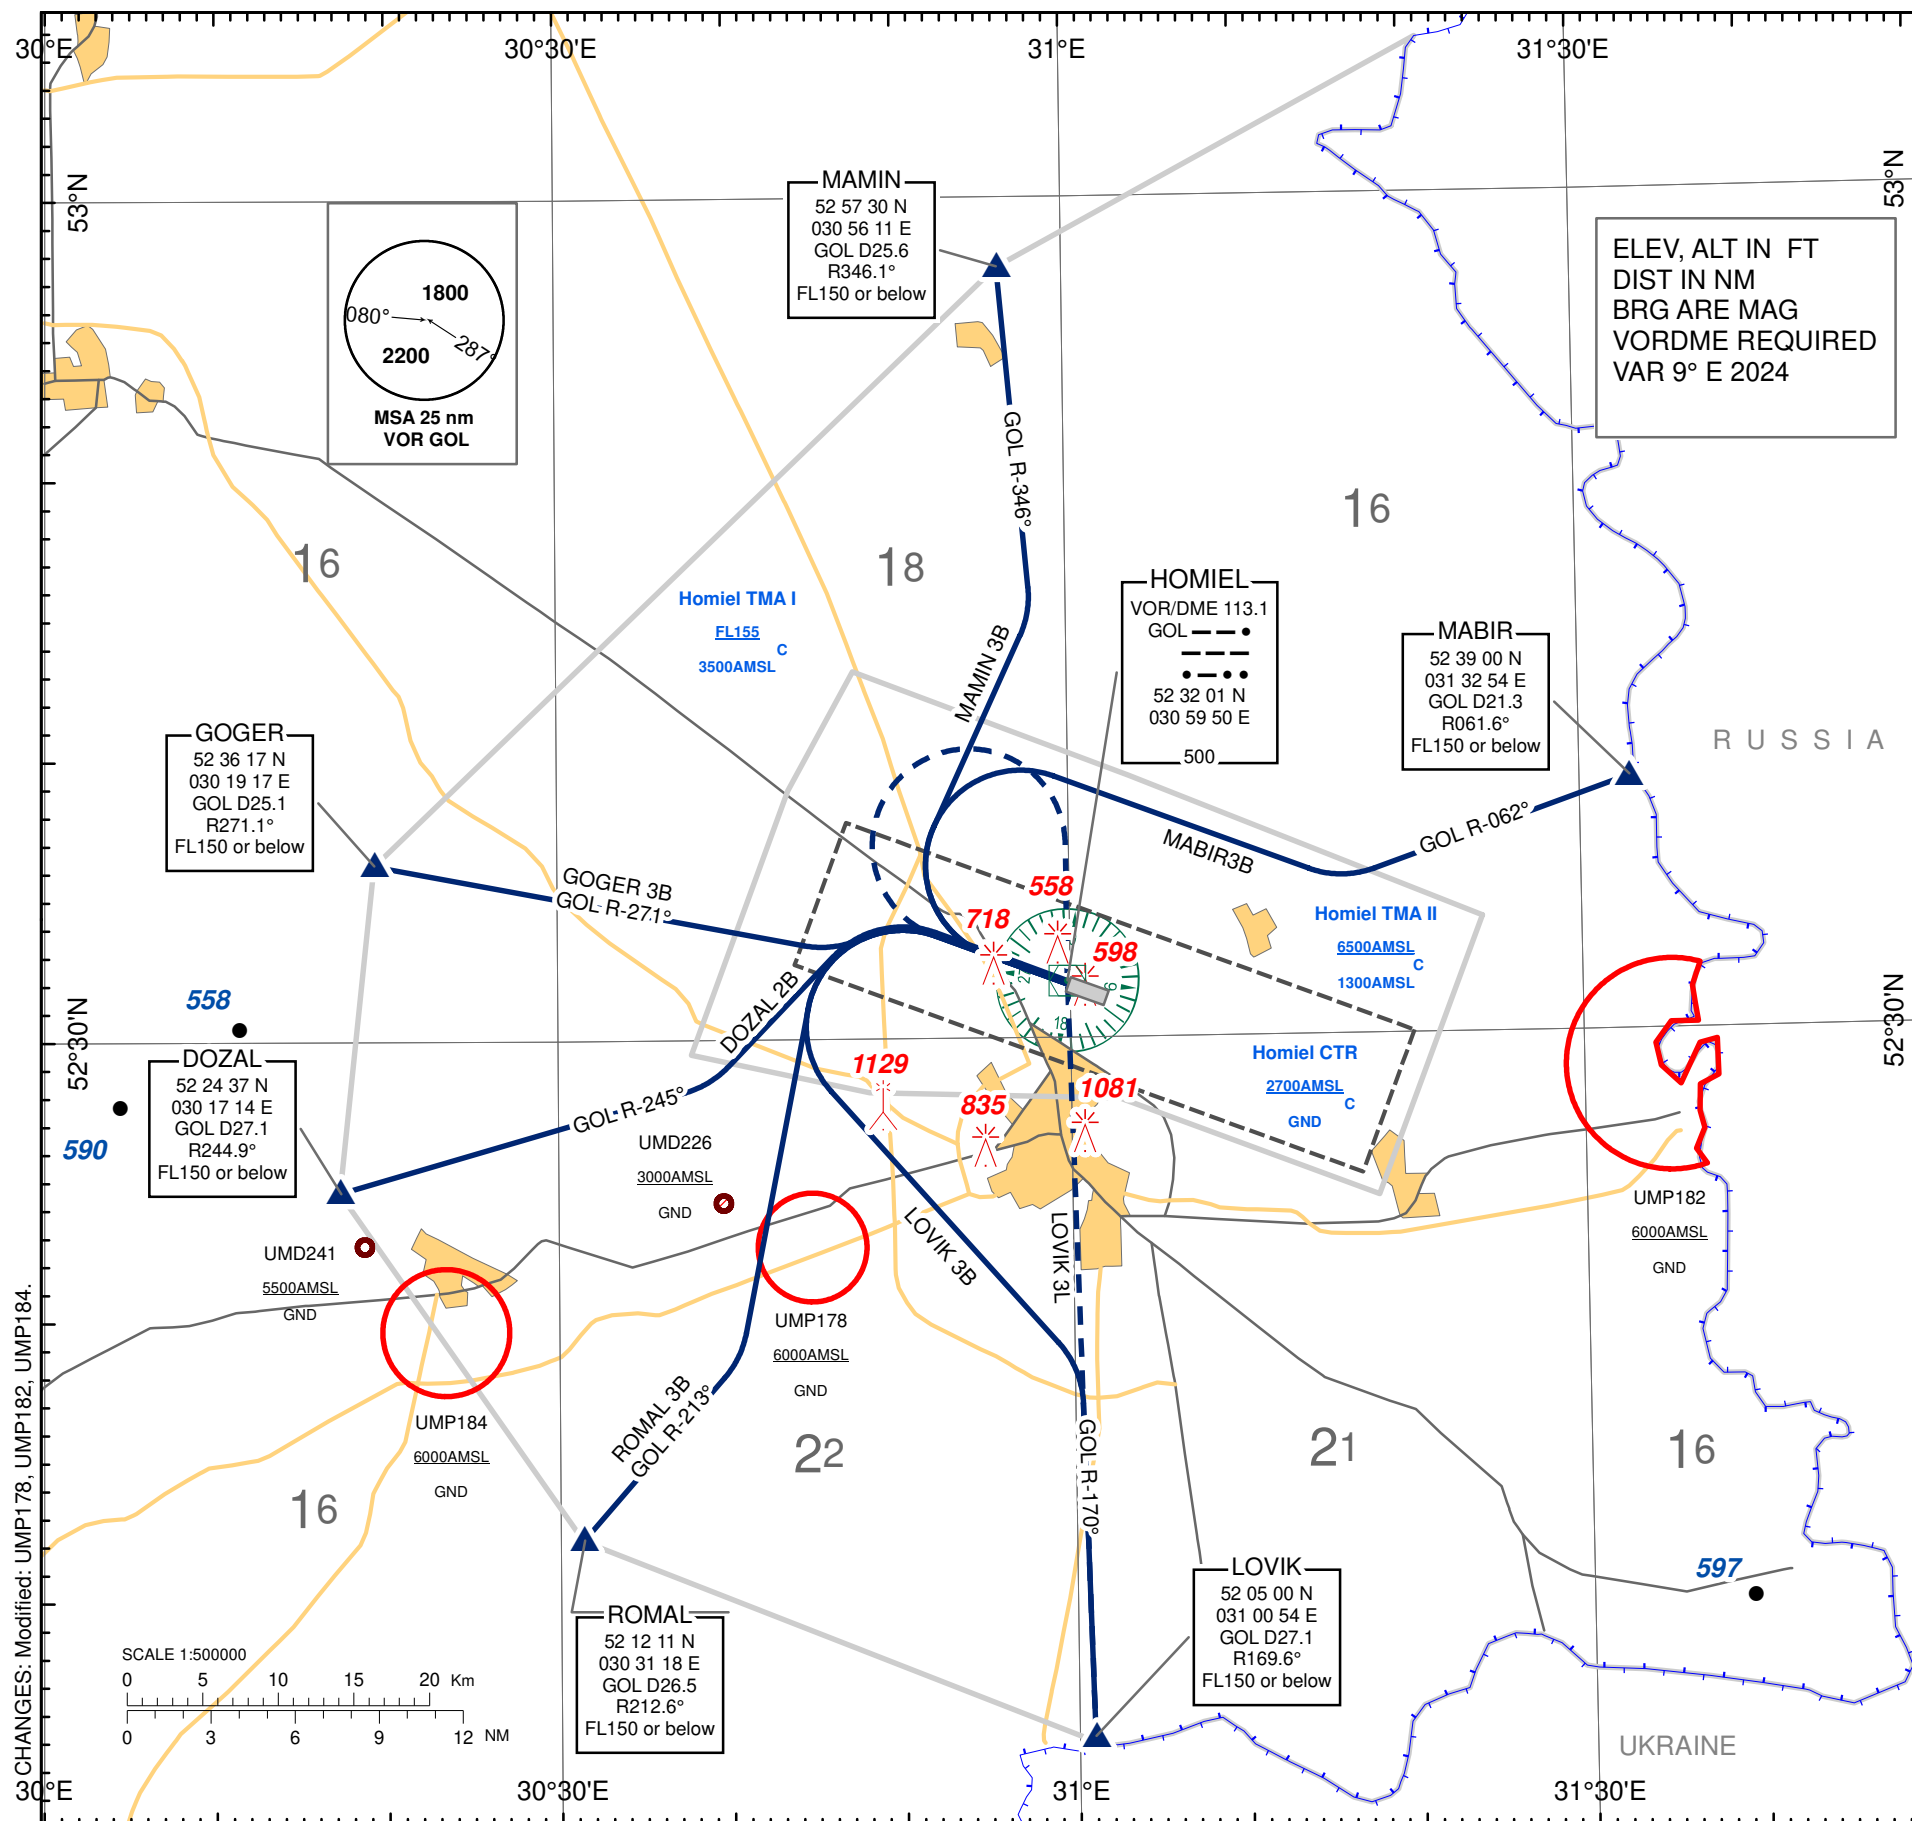 30°E
30°30'E
31°E
31°30'E
53°N
53°N
MAMIN
52 57 30 N
030 56 11 E
GOL D25.6
R346.1°
FL150 or below
1800
080°
287°
2200
MSA 25 nm
VOR GOL
ELEV, ALT IN FT
DIST IN NM
BRG ARE MAG
VORDME REQUIRED
VAR 9° E 2024
GOL R-346°
16
18
16
Homiel TMA I
FL155
C
3500AMSL
HOMIEL
VOR/DME 113.1
GOL
52 32 01 N
030 59 50 E
500
MABIR
52 39 00 N
031 32 54 E
GOL D21.3
R061.6°
FL150 or below
MAMIN 3B
RUSSIA
GOGER
52 36 17 N
030 19 17 E
GOL D25.1
R271.1°
FL150 or below
GOL R-062°
MABIR3B
GOGER 3B
GOL R-271°
558
718
598
Homiel TMA II
6500AMSL
C
1300AMSL
6
18
558
DOZAL 2B
52°30'N
52°30'N
DOZAL
52 24 37 N
030 17 14 E
GOL D27.1
R244.9°
FL150 or below
590
GOL R-245°
1129
835
1081
Homiel CTR
2700AMSL
C
GND
UMD226
3000AMSL
GND
UMD241
5500AMSL
GND
LOVIK 3B
LOVIK 3L
UMP182
6000AMSL
GND
UMP178
6000AMSL
GND
UMP184
6000AMSL
GND
ROMAL 3B
GOL R-213°
GOL R-170°
22
21
16
16
597
ROMAL
52 12 11 N
030 31 18 E
GOL D26.5
R212.6°
FL150 or below
LOVIK
52 05 00 N
031 00 54 E
GOL D27.1
R169.6°
FL150 or below
SCALE 1:500000
0 5 10 15 20 Km
0 3 6 9 12 NM
UKRAINE
30°E
30°30'E
31°E
31°30'E
CHANGES: Modified: UMP178, UMP182, UMP184.